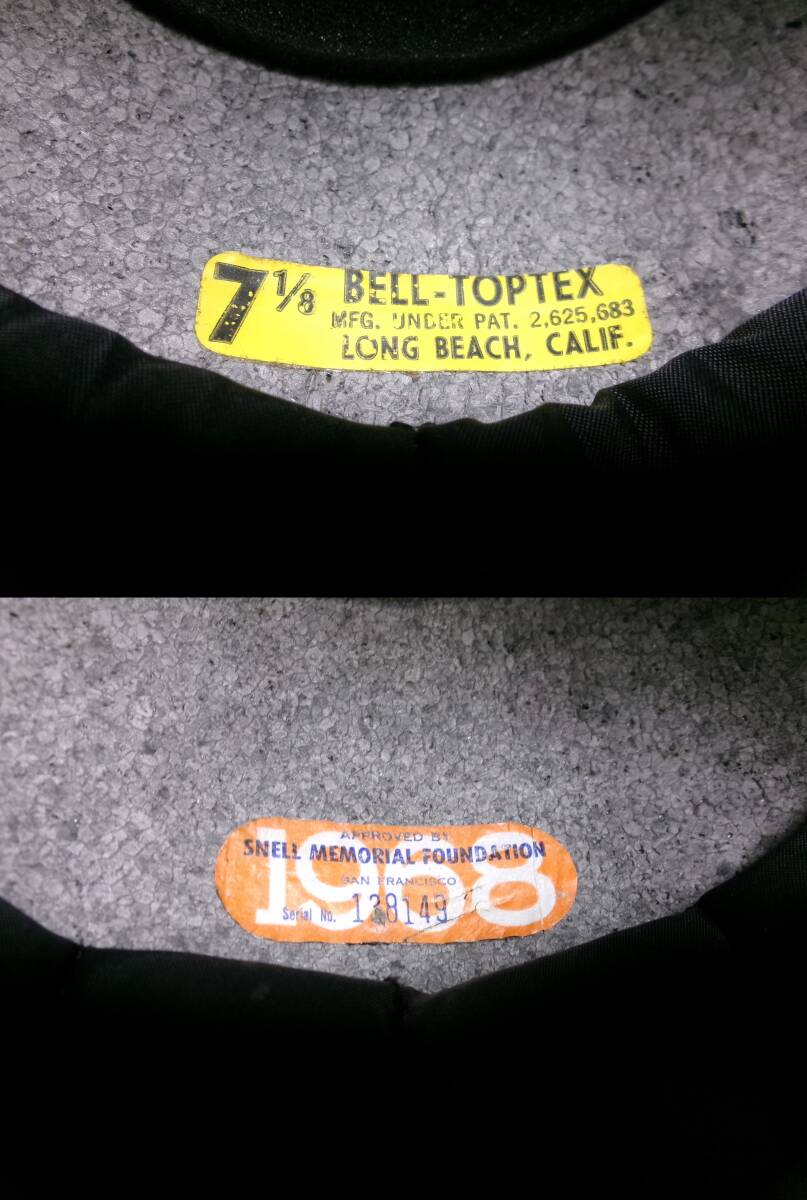 7 1/8 BELL-TOPTEX
MFG. UNDER PAT. 2,625,683
LONG BEACH, CALIF.
1968
APPROVED BY
SNELL MEMORIAL FOUNDATION
SAN FRANCISCO
Serial No. 138149